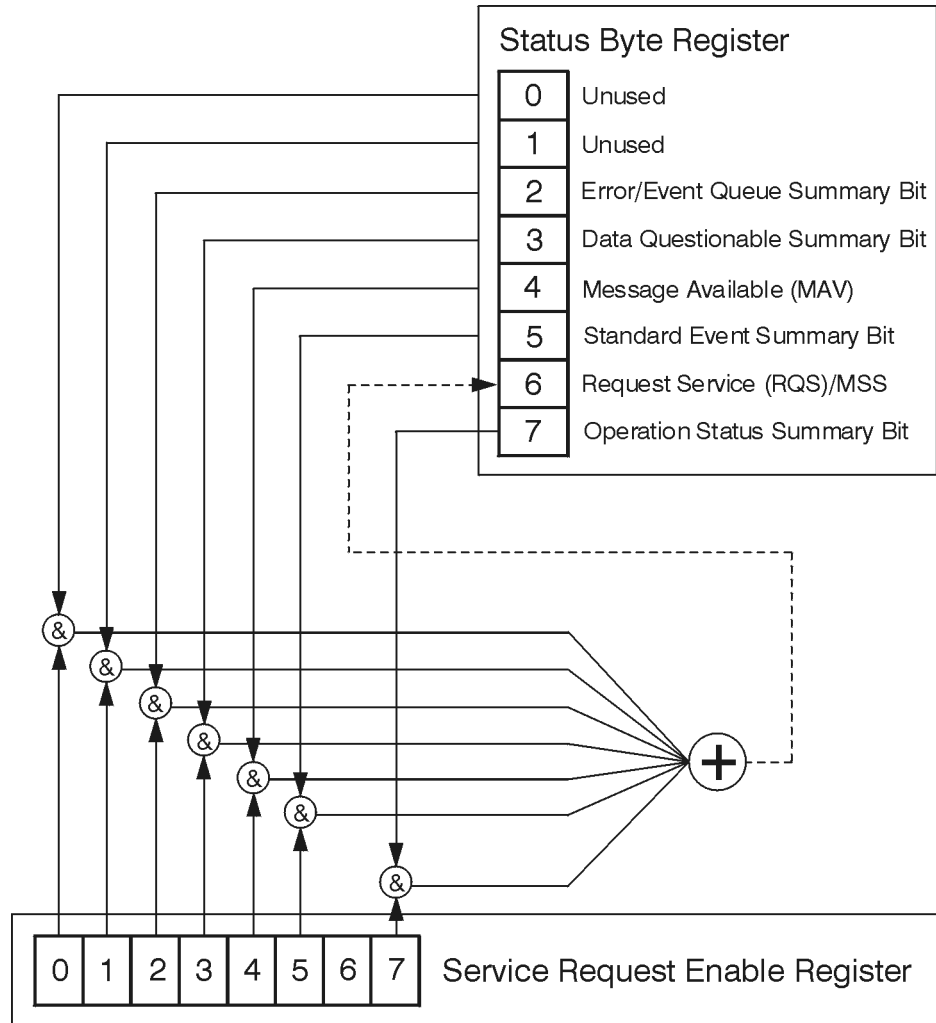 Status Byte Register
0 Unused
1 Unused
2 Error/Event Queue Summary Bit
3 Data Questionable Summary Bit
4 Message Available (MAV)
5 Standard Event Summary Bit
6 Request Service (RQS)/MSS
7 Operation Status Summary Bit
&
&
&
&
&
&
+
&
0 1 2 3 4 5 6 7 Service Request Enable Register